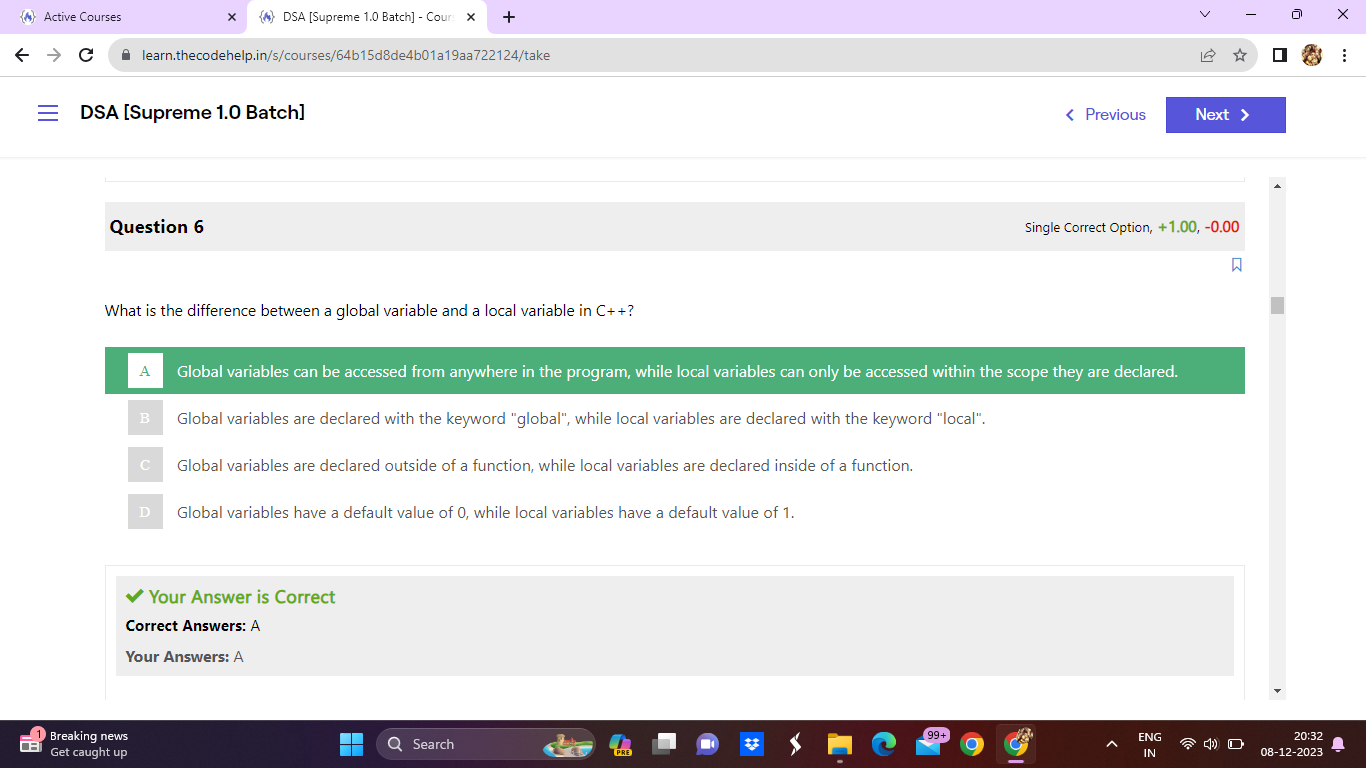 Active Courses
DSA [Supreme 1.0 Batch] - Cour
learn.thecodehelp.in/s/courses/64b15d8de4b01a19aa722124/take
DSA [Supreme 1.0 Batch]
Previous
Next
Question 6
Single Correct Option, +1.00, -0.00
What is the difference between a global variable and a local variable in C++?
A Global variables can be accessed from anywhere in the program, while local variables can only be accessed within the scope they are declared.
B Global variables are declared with the keyword "global", while local variables are declared with the keyword "local".
C Global variables are declared outside of a function, while local variables are declared inside of a function.
D Global variables have a default value of 0, while local variables have a default value of 1.
Your Answer is Correct
Correct Answers: A
Your Answers: A
1
Breaking news
Get caught up
Search
PRE
99+
ENG
IN
20:32
08-12-2023